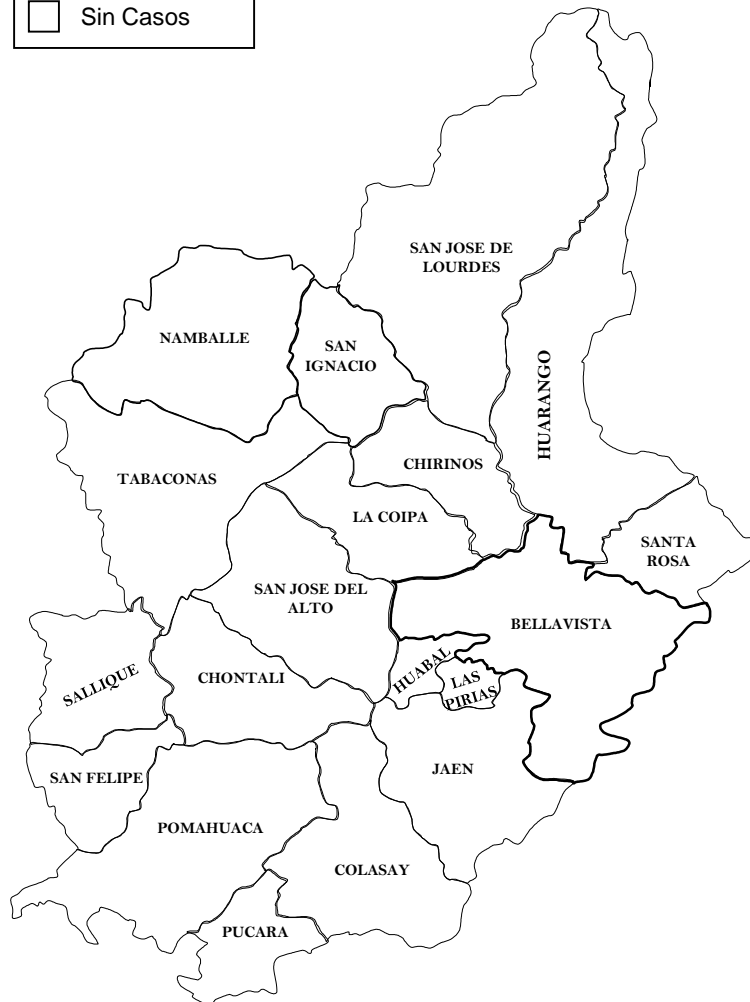 Sin Casos
SAN JOSE DE
LOURDES
NAMBALLE
SAN
IGNACIO
HUARANGO
CHIRINOS
TABACONAS
LA COIPA
SANTA
ROSA
SAN JOSE DEL
ALTO
BELLAVISTA
HUABAL
SALLIQUE
CHONTALI
LAS
PIRIAS
SAN FELIPE
JAEN
POMAHUACA
COLASAY
PUCARA